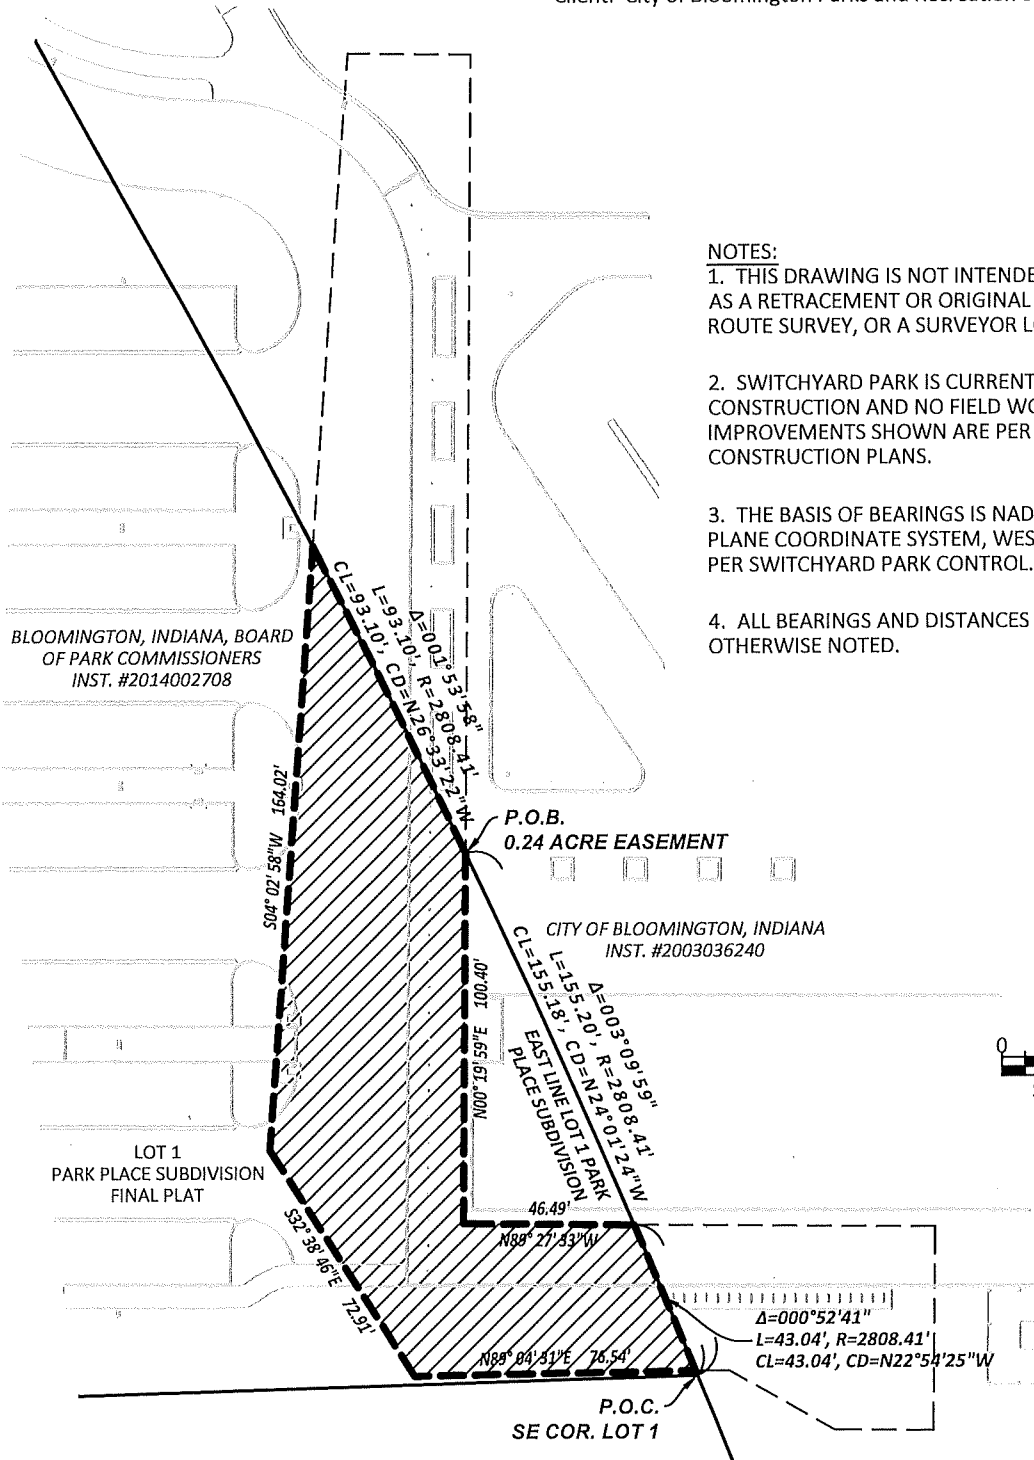 Client: City of Bloomington Parks and Recreation
NOTES:
1. THIS DRAWING IS NOT INTENDE
AS A RETRACEMENT OR ORIGINAL
ROUTE SURVEY, OR A SURVEYOR L
2. SWITCHYARD PARK IS CURRENT
CONSTRUCTION AND NO FIELD WO
IMPROVEMENTS SHOWN ARE PER
CONSTRUCTION PLANS.
3. THE BASIS OF BEARINGS IS NAD
PLANE COORDINATE SYSTEM, WES
PER SWITCHYARD PARK CONTROL.
4. ALL BEARINGS AND DISTANCES
OTHERWISE NOTED.
Δ=001°53'58"
L=93.10', R=2808.41'
CL=93.10', CD=N26°33'22"W
BLOOMINGTON, INDIANA, BOARD
OF PARK COMMISSIONERS
INST. #2014002708
S04°02'58"W 164.02'
P.O.B.
0.24 ACRE EASEMENT
CITY OF BLOOMINGTON, INDIANA
INST. #2003036240
N00°19'59"E 100.40'
Δ=003°09'59"
L=155.20', R=2808.41'
CL=155.18', CD=N24°01'24"W
EAST LINE LOT 1 PARK
PLACE SUBDIVISION
0
LOT 1
PARK PLACE SUBDIVISION
FINAL PLAT
S32°38'46"E 72.91'
46.49'
N89°27'33"W
Δ=000°52'41"
L=43.04', R=2808.41'
CL=43.04', CD=N22°54'25"W
N89°04'31"E 76.54'
P.O.C.
SE COR. LOT 1